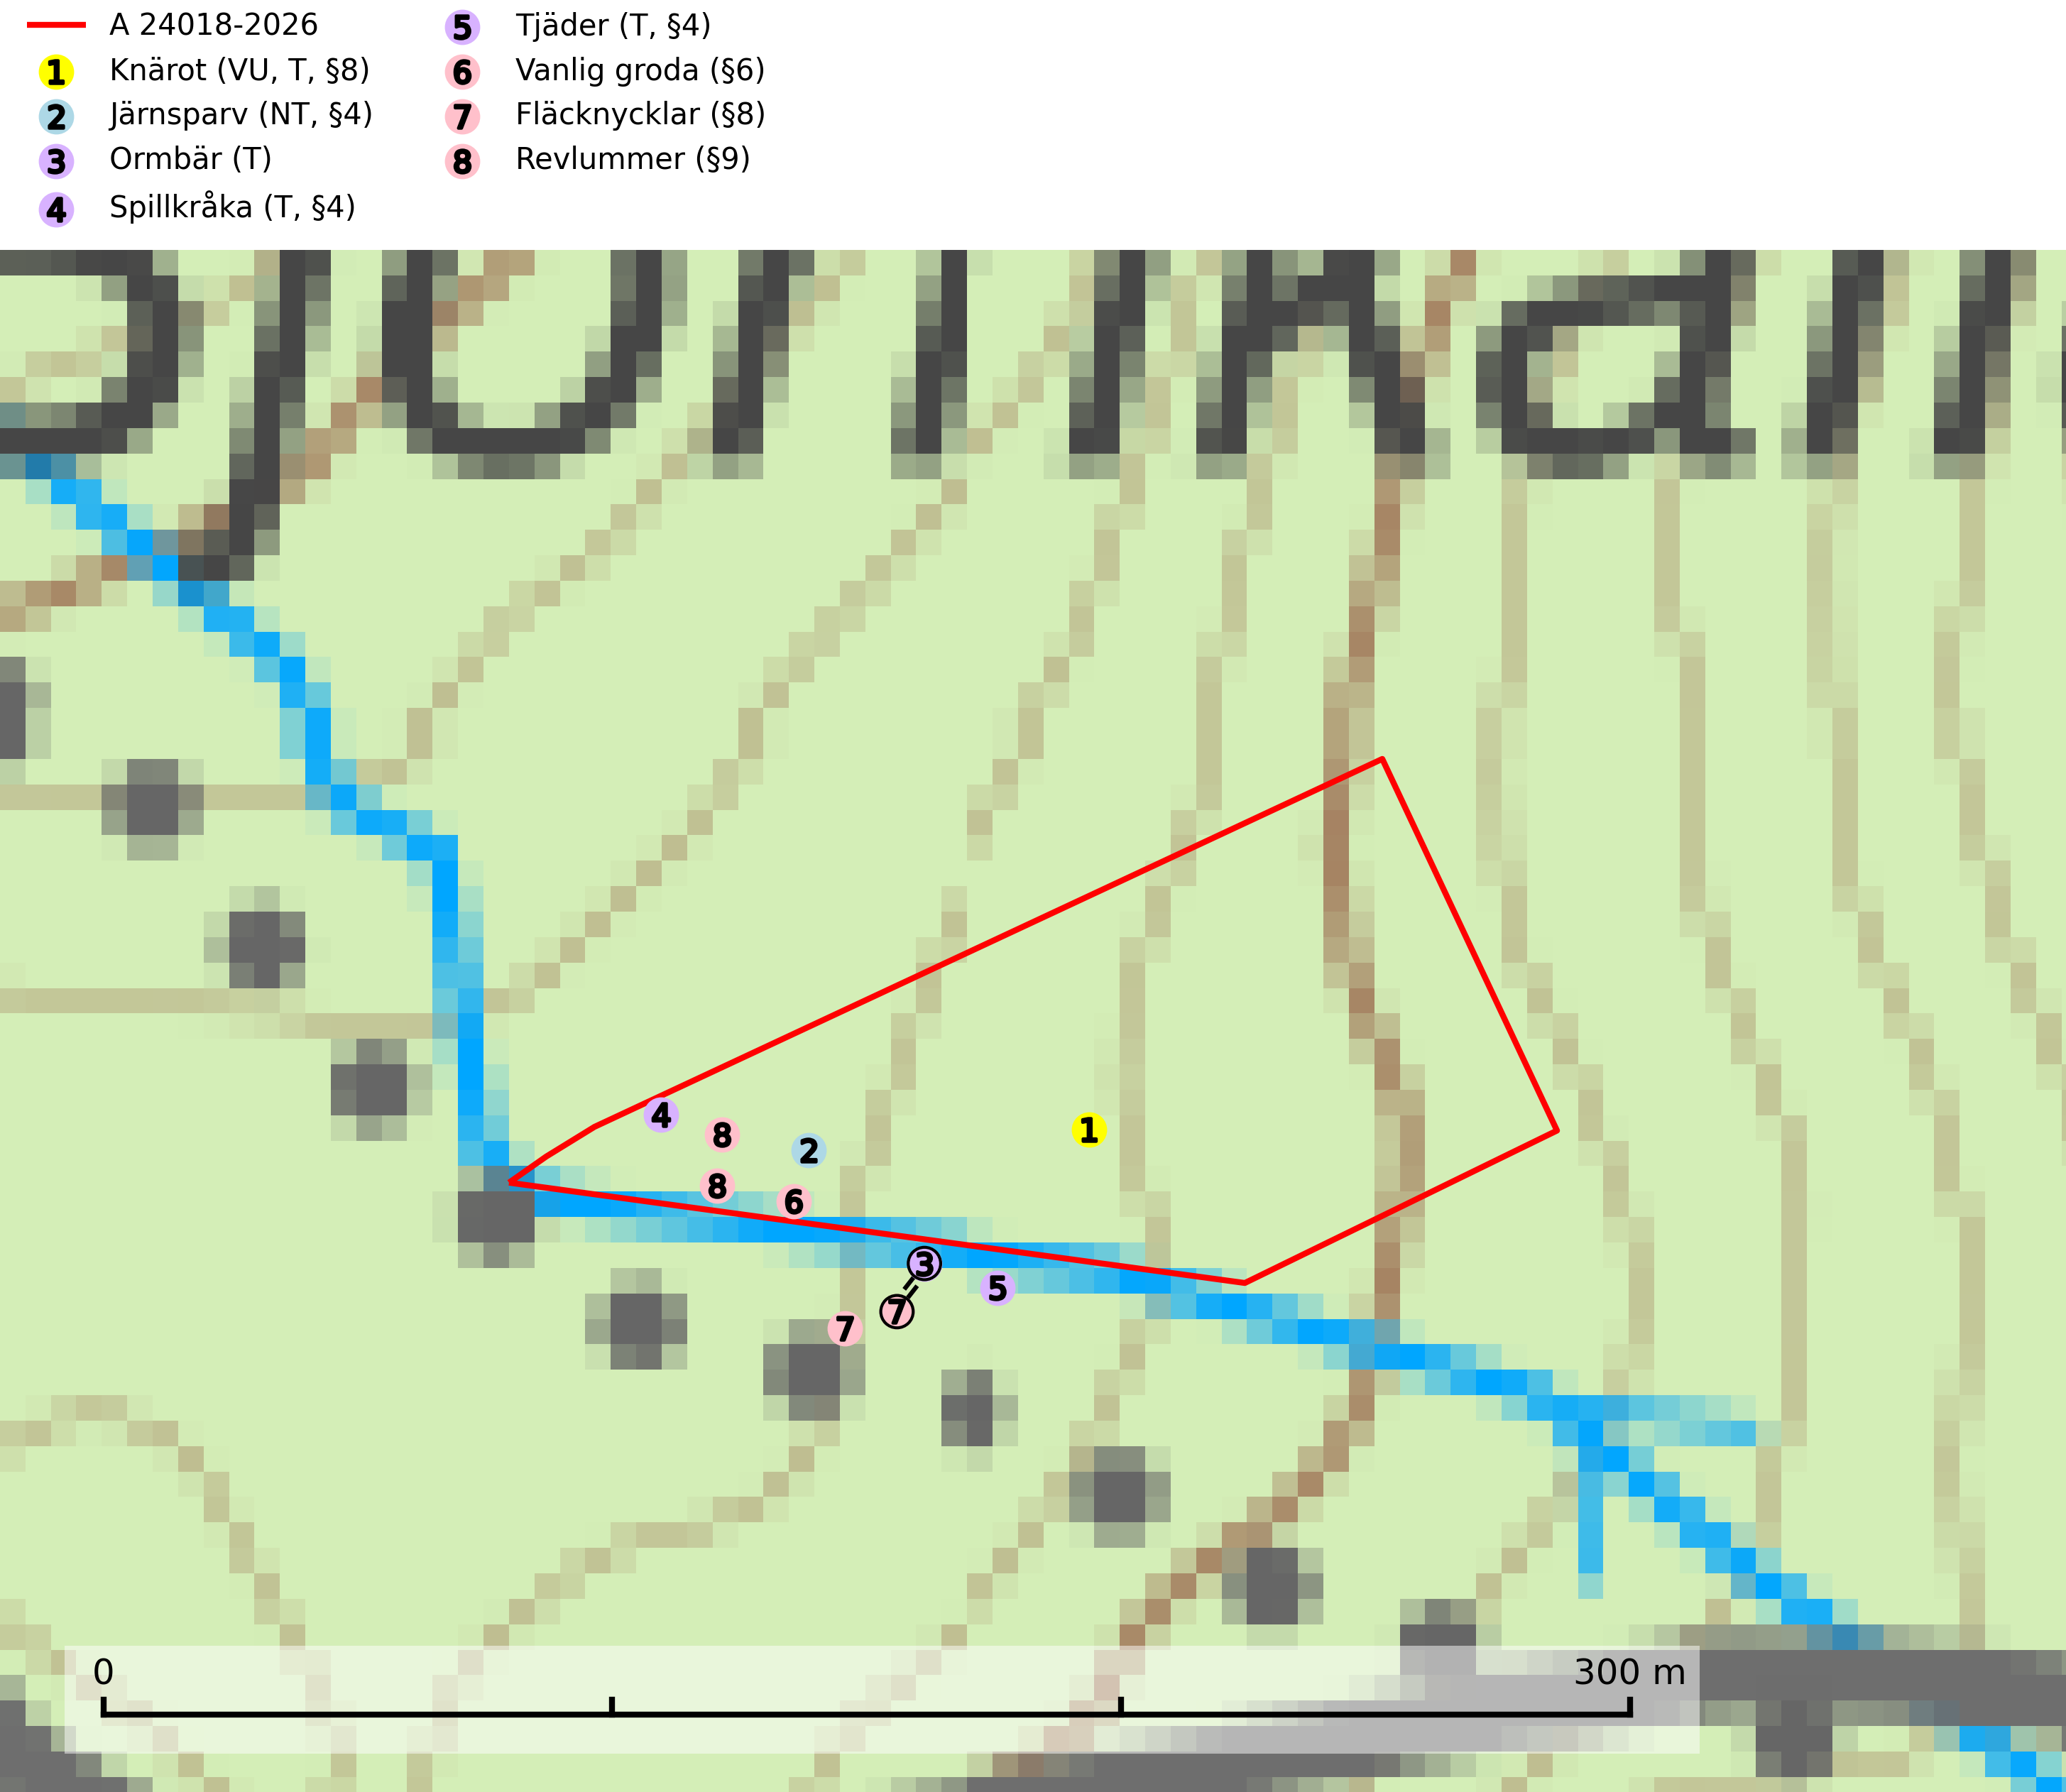 A 24018-2026
1 Knärot (VU, T, §8)
2 Järnsparv (NT, §4)
3 Ormbär (T)
4 Spillkråka (T, §4)
5 Tjäder (T, §4)
6 Vanlig groda (§6)
7 Fläcknycklar (§8)
8 Revlummer (§9)
4
8
2
1
8
6
3
5
7
7
0
300 m